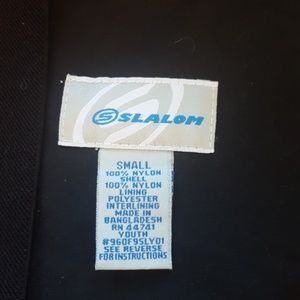 SLALOM
SMALL
100% NYLON
SHELL
100% NYLON
LINING
POLYESTER
INTERLINING
MADE IN
BANGLADESH
RN 44741
YOUTH
#960F9SLY01
SEE REVERSE
FOR INSTRUCTIONS